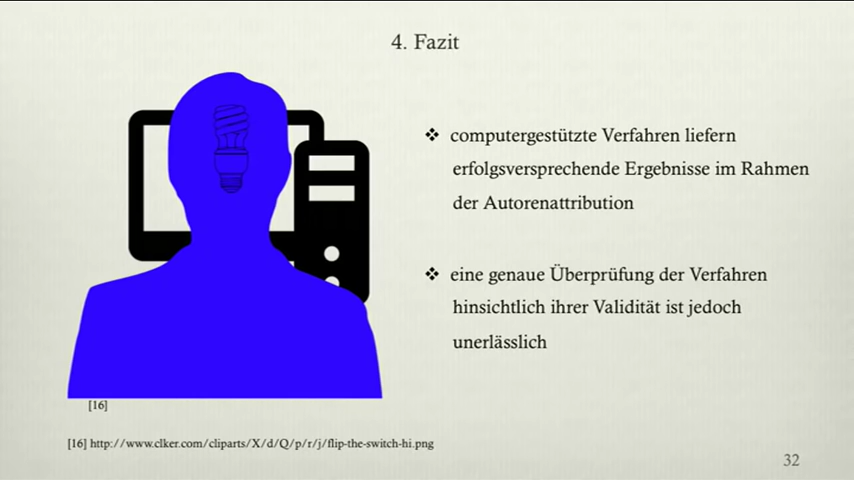 4. Fazit
❖ computergestützte Verfahren liefern
erfolgsversprechende Ergebnisse im Rahmen
der Autorenattribution
❖ eine genaue Überprüfung der Verfahren
hinsichtlich ihrer Validität ist jedoch
unerlässlich
[16]
[16] http://www.clker.com/cliparts/X/d/Q/p/r/j/flip-the-switch-hi.png
32